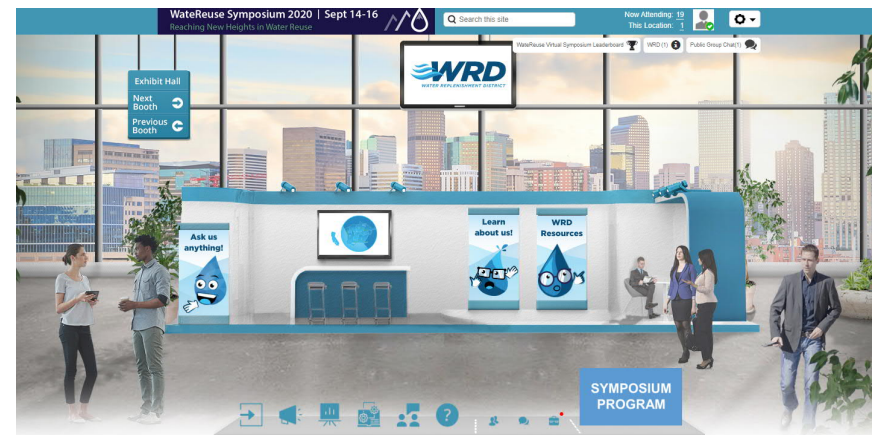 WateReuse Symposium 2020 | Sept 14-16
Reaching New Heights in Water Reuse
Search this site
Now Attending: 19
This Location: 1
WateReuse Virtual Symposium Leaderboard
WRD (1)
Public Group Chat(1)
WRD
WATER REPLENISHMENT DISTRICT
Exhibit Hall
Next
Booth
Previous
Booth
Ask us
anything!
Learn
about us!
WRD
Resources
SYMPOSIUM
PROGRAM
?